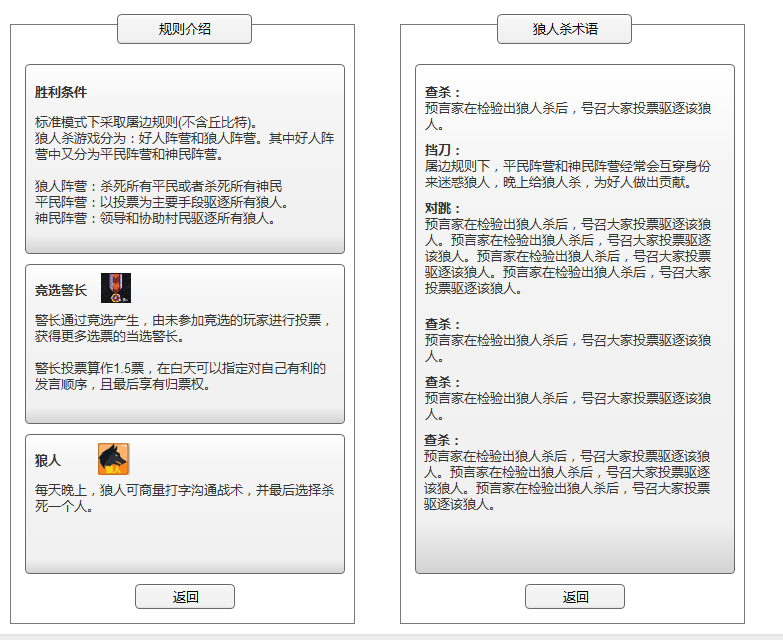 规则介绍
胜利条件
标准模式下采取屠边规则(不含丘比特)。
狼人杀游戏分为：好人阵营和狼人阵营。其中好人阵
营中又分为平民阵营和神民阵营。
狼人阵营：杀死所有平民或者杀死所有神民
平民阵营：以投票为主要手段驱逐所有狼人。
神民阵营：领导和协助村民驱逐所有狼人。
竞选警长
警长通过竞选产生，由未参加竞选的玩家进行投票，
获得更多选票的当选警长。
警长投票算作1.5票，在白天可以指定对自己有利的
发言顺序，且最后享有归票权。
狼人
每天晚上，狼人可商量打字沟通战术，并最后选择杀
死一个人。
返回
狼人杀术语
查杀：
预言家在检验出狼人杀后，号召大家投票驱逐该狼
人。
挡刀：
屠边规则下，平民阵营和神民阵营经常会互穿身份
来迷惑狼人，晚上给狼人杀，为好人做出贡献。
对跳：
预言家在检验出狼人杀后，号召大家投票驱逐该狼
人。预言家在检验出狼人杀后，号召大家投票驱逐
该狼人。预言家在检验出狼人杀后，号召大家投票
驱逐该狼人。预言家在检验出狼人杀后，号召大家
投票驱逐该狼人。
查杀：
预言家在检验出狼人杀后，号召大家投票驱逐该狼
人。
查杀：
预言家在检验出狼人杀后，号召大家投票驱逐该狼
人。
查杀：
预言家在检验出狼人杀后，号召大家投票驱逐该狼
人。预言家在检验出狼人杀后，号召大家投票驱逐
该狼人。预言家在检验出狼人杀后，号召大家投票
驱逐该狼人。
返回